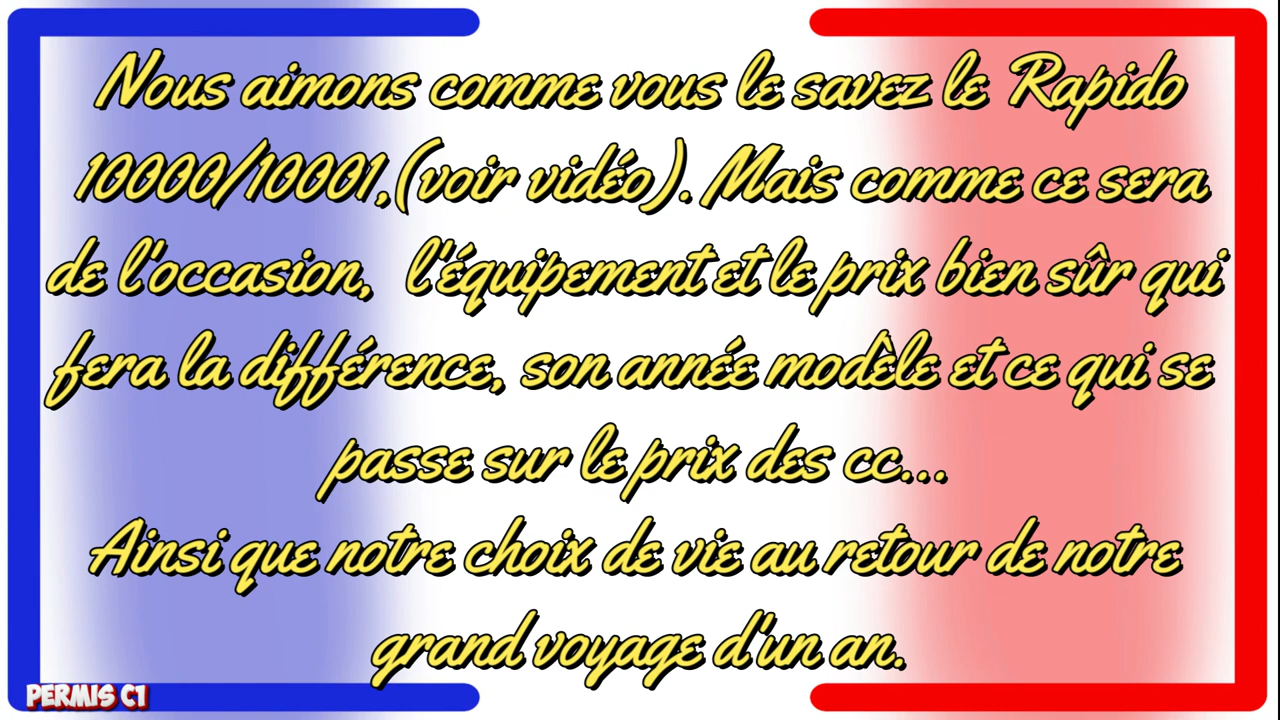 Nous aimons comme vous le savez le Rapido
10000/10001,(voir vidéo). Mais comme ce sera
de l'occasion, l'équipement et le prix bien sûr qui
fera la différence, son année modèle et ce qui se
passe sur le prix des cc...
Ainsi que notre choix de vie au retour de notre
grand voyage d'un an.
PERMIS C1